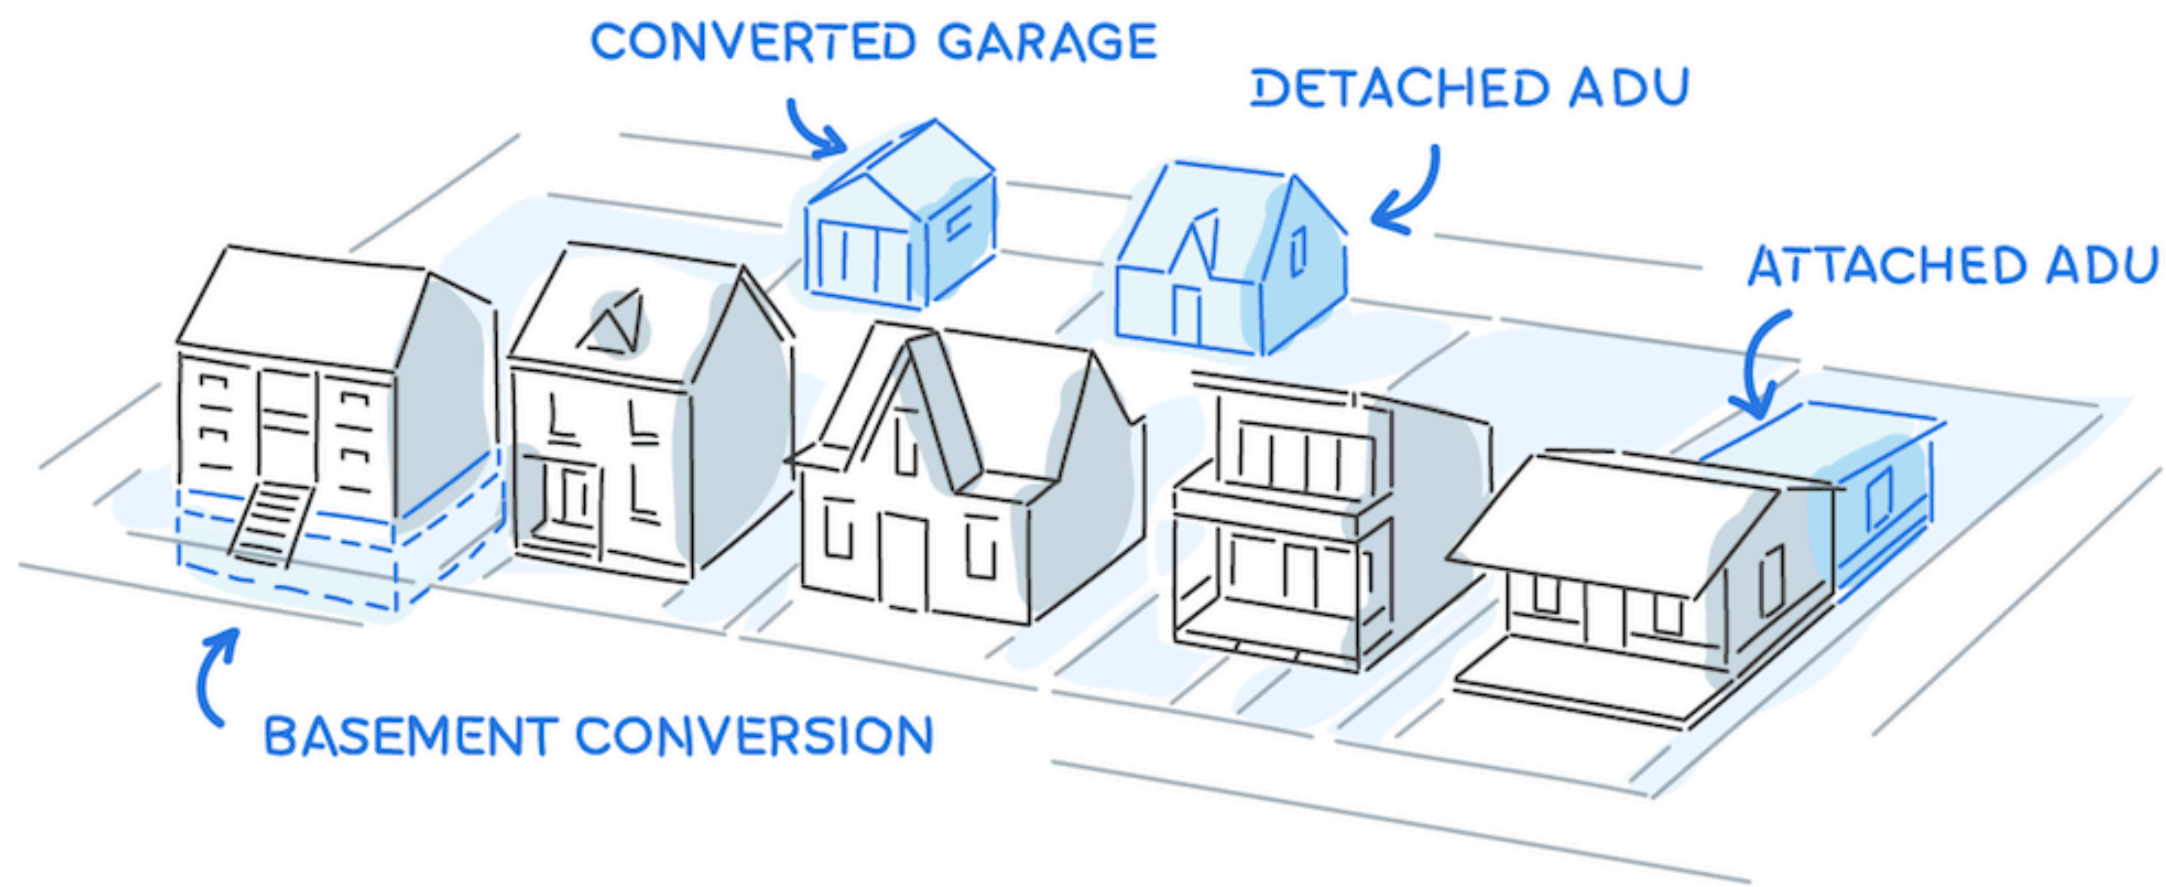 CONVERTED GARAGE
DETACHED ADU
ATTACHED ADU
BASEMENT CONVERSION